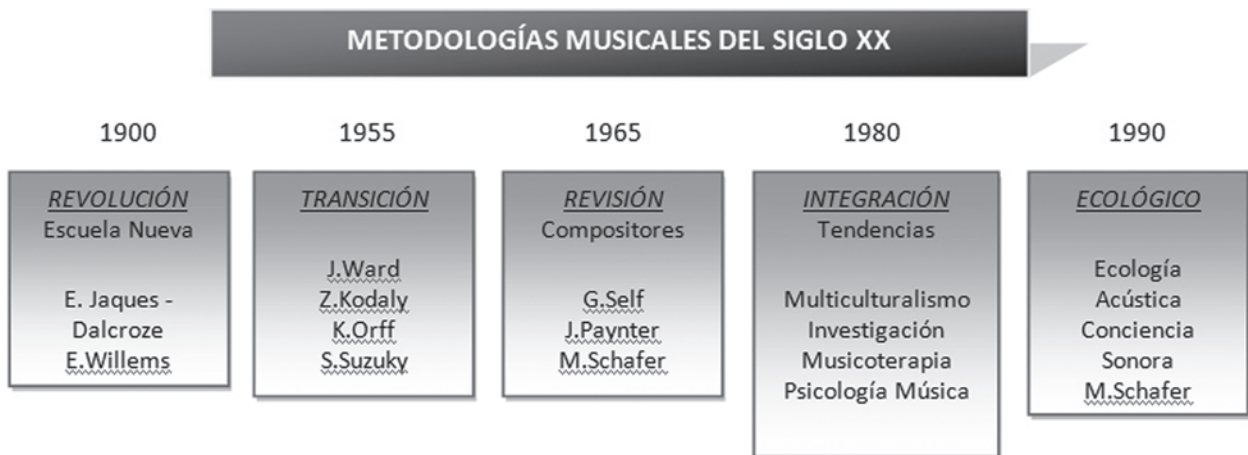 METODOLOGÍAS MUSICALES DEL SIGLO XX
1900
REVOLUCIÓN
Escuela Nueva
E. Jaques -
Dalcroze
E.Willems
1955
TRANSICIÓN
J.Ward
Z.Kodaly
K.Orff
S.Suzuky
1965
REVISIÓN
Compositores
G.Self
J.Paynter
M.Schafer
1980
INTEGRACIÓN
Tendencias
Multiculturalismo
Investigación
Musicoterapia
Psicología Música
1990
ECOLÓGICO
Ecología
Acústica
Conciencia
Sonora
M.Schafer